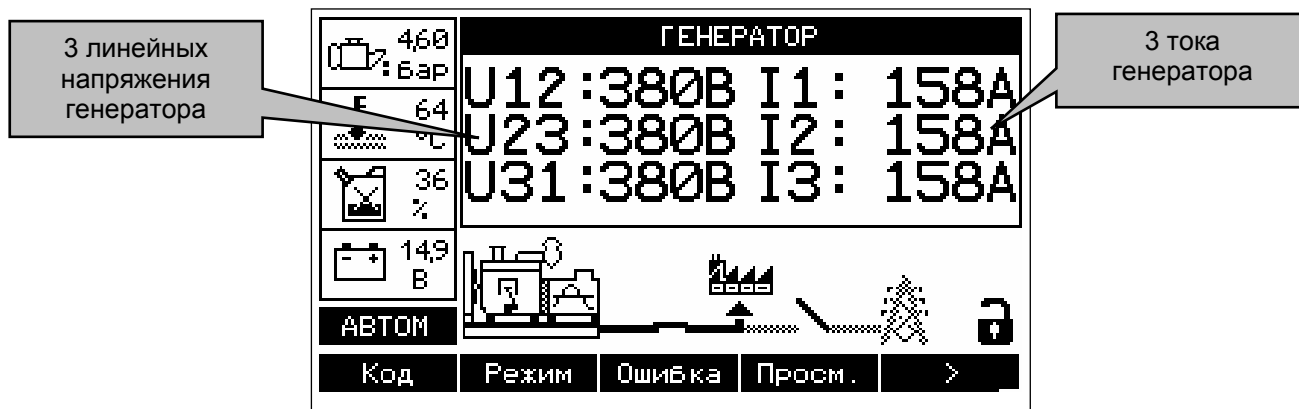 3 линейных
напряжения
генератора
4,60
Бар
64
°C
36
%
14,9
В
АВТОМ
ГЕНЕРАТОР
U12:380В I1: 158А
U23:380В I2: 158А
U31:380В I3: 158А
3 тока
генератора
Код Режим Ошибка Просм. >